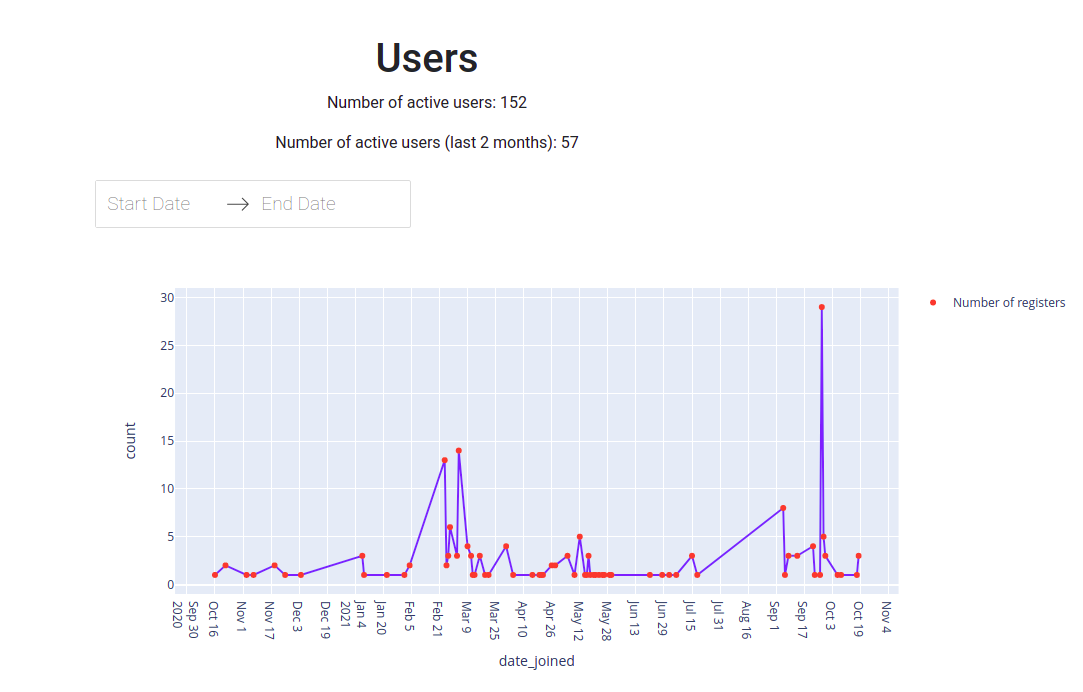 Users
Number of active users: 152
Number of active users (last 2 months): 57
Start Date → End Date
Number of registers
30
25
20
15
10
5
0
count
Sep 30
2020
Oct 16
Nov 1
Nov 17
Dec 3
Dec 19
Jan 4
2021
Jan 20
Feb 5
Feb 21
Mar 9
Mar 25
Apr 10
Apr 26
May 12
May 28
Jun 13
Jun 29
Jul 15
Jul 31
Aug 16
Sep 1
Sep 17
Oct 3
Oct 19
Nov 4
date_joined